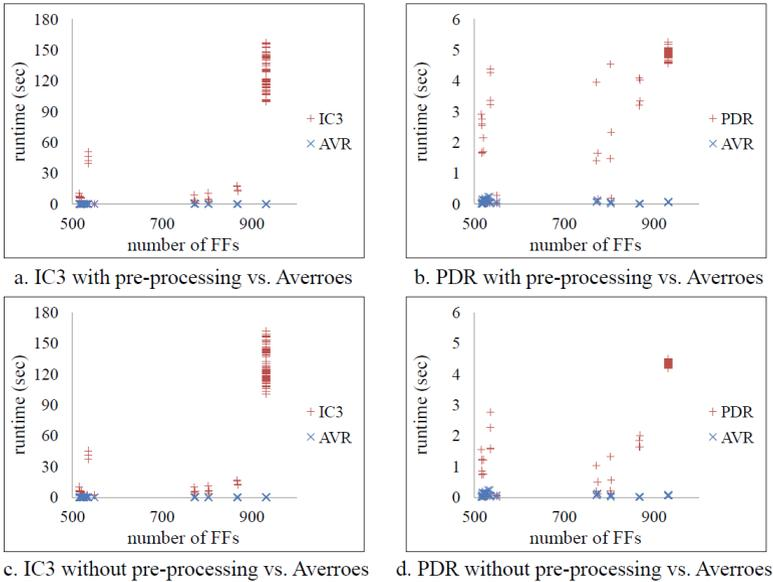 180
150
120
90
60
30
0
runtime (sec)
500 700 900
number of FFs
IC3
AVR
a. IC3 with pre-processing vs. Averroes
6
5
4
3
2
1
0
runtime (sec)
500 700 900
number of FFs
PDR
AVR
b. PDR with pre-processing vs. Averroes
180
150
120
90
60
30
0
runtime (sec)
500 700 900
number of FFs
IC3
AVR
c. IC3 without pre-processing vs. Averroes
6
5
4
3
2
1
0
runtime (sec)
500 700 900
number of FFs
PDR
AVR
d. PDR without pre-processing vs. Averroes